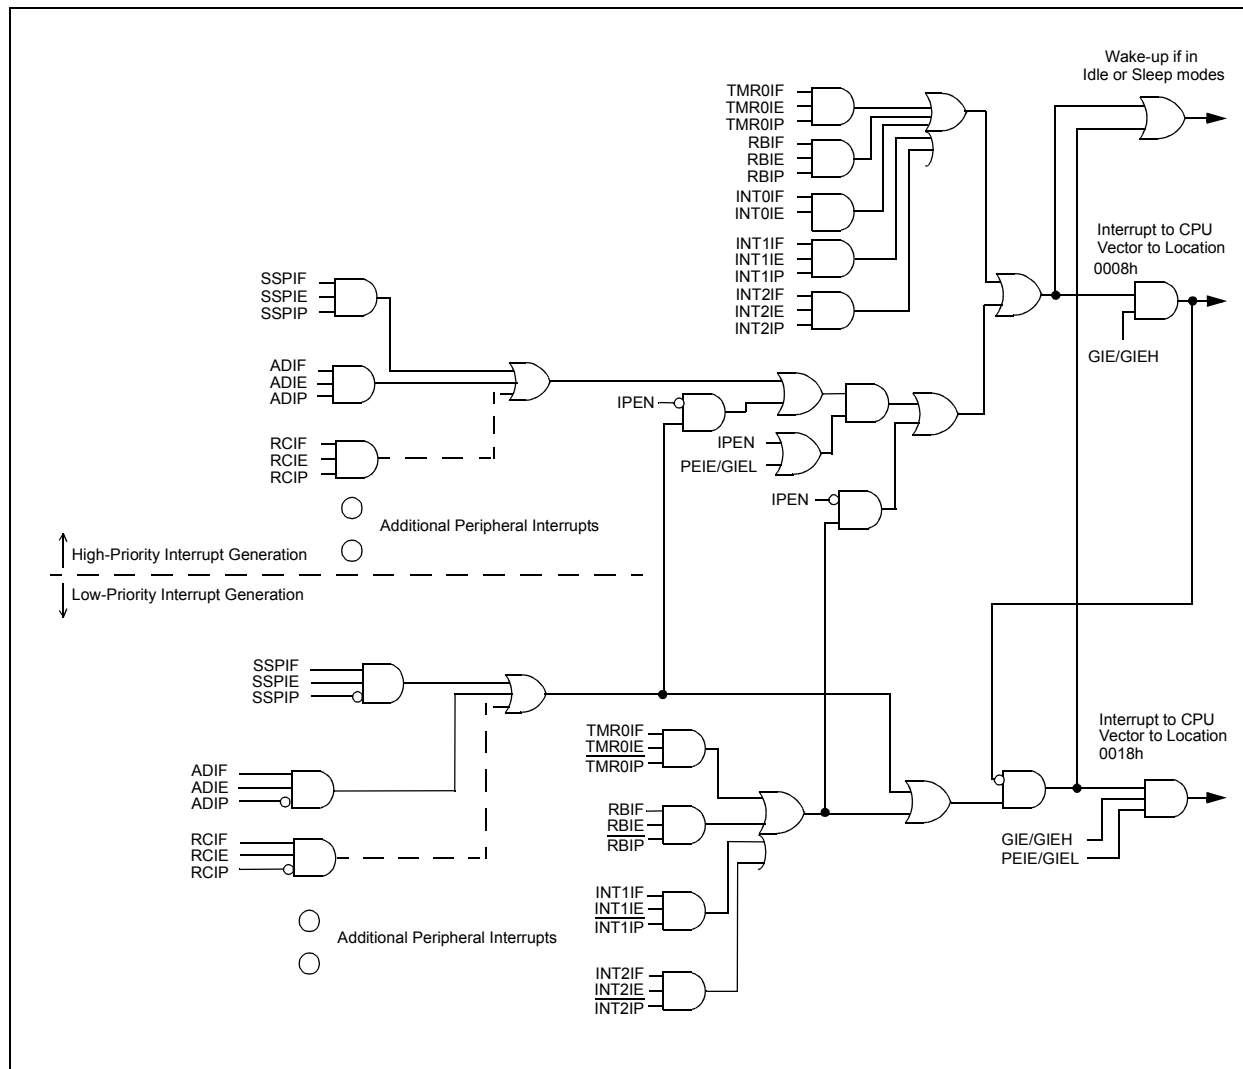 Wake-up if in
Idle or Sleep modes
TMR0IF
TMR0IE
TMR0IP
RBIF
RBIE
RBIP
INT0IF
INT0IE
INT1IF
INT1IE
INT1IP
INT2IF
INT2IE
INT2IP
Interrupt to CPU
Vector to Location
0008h
GIE/GIEH
SSPIF
SSPIE
SSPIP
ADIF
ADIE
ADIP
RCIF
RCIE
RCIP
IPEN
IPEN
PEIE/GIEL
IPEN
Additional Peripheral Interrupts
High-Priority Interrupt Generation
Low-Priority Interrupt Generation
SSPIF
SSPIE
SSPIP
ADIF
ADIE
ADIP
RCIF
RCIE
RCIP
Additional Peripheral Interrupts
TMR0IF
TMR0IE
TMR0IP
RBIF
RBIE
RBIP
INT1IF
INT1IE
INT1IP
INT2IF
INT2IE
INT2IP
Interrupt to CPU
Vector to Location
0018h
GIE/GIEH
PEIE/GIEL